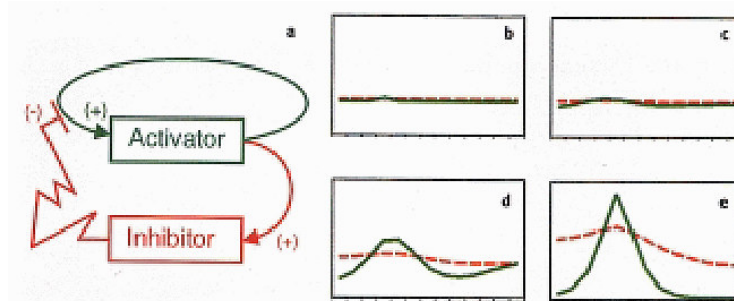 a
b
c
(-)
(+)
Activator
d
e
Inhibitor
(+)